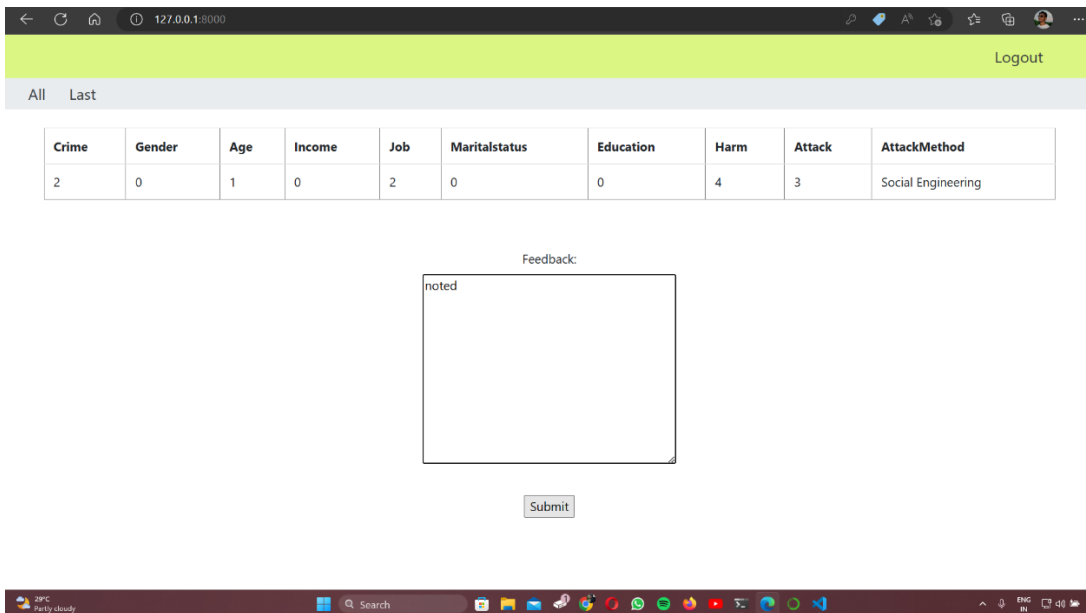 127.0.0.1:8000
Logout
All Last
Crime Gender Age Income Job Maritalstatus Education Harm Attack AttackMethod
2 0 1 0 2 0 0 4 3 Social Engineering
Feedback:
noted
Submit
29°C
Partly cloudy
Search
ENG
IN